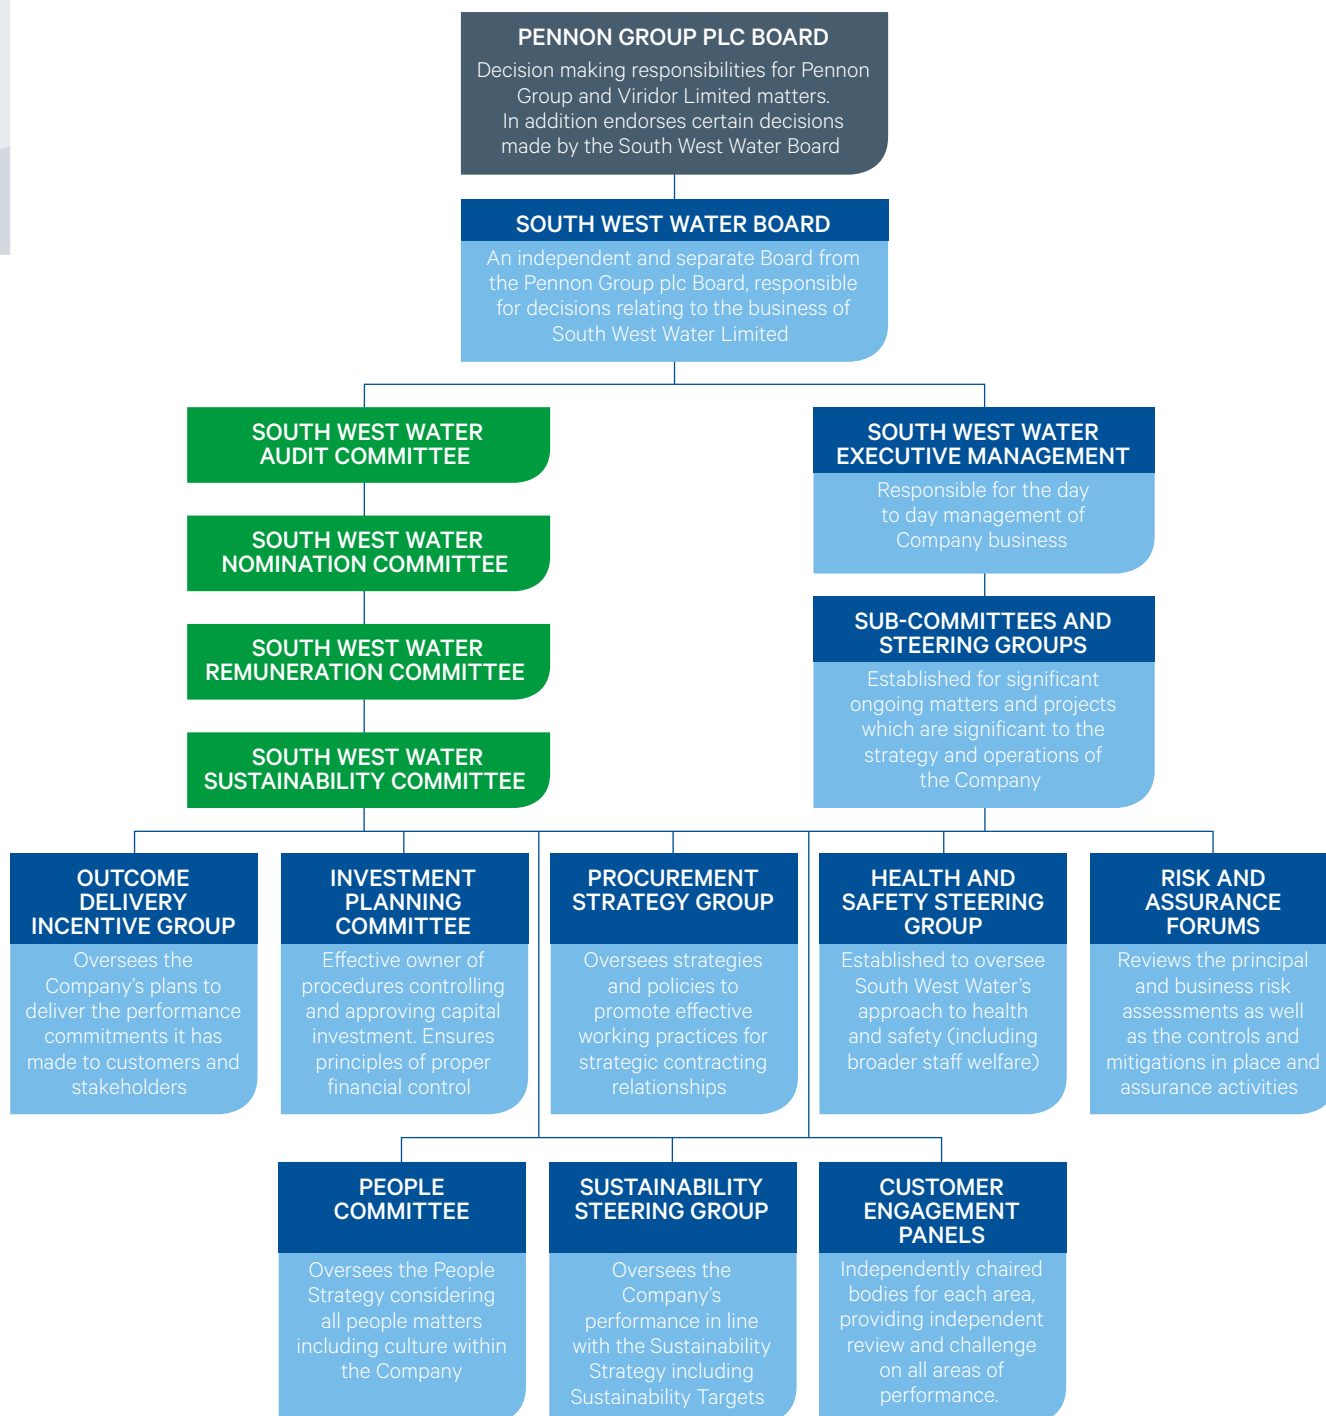 PENNON GROUP PLC BOARD
Decision making responsibilities for Pennon
Group and Viridor Limited matters.
In addition endorses certain decisions
made by the South West Water Board
SOUTH WEST WATER BOARD
An independent and separate Board from
the Pennon Group plc Board, responsible
for decisions relating to the business of
South West Water Limited
SOUTH WEST WATER
AUDIT COMMITTEE
SOUTH WEST WATER
NOMINATION COMMITTEE
SOUTH WEST WATER
REMUNERATION COMMITTEE
SOUTH WEST WATER
SUSTAINABILITY COMMITTEE
SOUTH WEST WATER
EXECUTIVE MANAGEMENT
Responsible for the day
to day management of
Company business
SUB-COMMITTEES AND
STEERING GROUPS
Established for significant
ongoing matters and projects
which are significant to the
strategy and operations of
the Company
OUTCOME
DELIVERY
INCENTIVE GROUP
Oversees the
Company's plans to
deliver the performance
commitments it has
made to customers and
stakeholders
INVESTMENT
PLANNING
COMMITTEE
Effective owner of
procedures controlling
and approving capital
investment. Ensures
principles of proper
financial control
PROCUREMENT
STRATEGY GROUP
Oversees strategies
and policies to
promote effective
working practices for
strategic contracting
relationships
HEALTH AND
SAFETY STEERING
GROUP
Established to oversee
South West Water's
approach to health
and safety (including
broader staff welfare)
RISK AND
ASSURANCE
FORUMS
Reviews the principal
and business risk
assessments as well
as the controls and
mitigations in place and
assurance activities
PEOPLE
COMMITTEE
Oversees the People
Strategy considering
all people matters
including culture within
the Company
SUSTAINABILITY
STEERING GROUP
Oversees the
Company's
performance in line
with the Sustainability
Strategy including
Sustainability Targets
CUSTOMER
ENGAGEMENT
PANELS
Independently chaired
bodies for each area,
providing independent
review and challenge
on all areas of
performance.